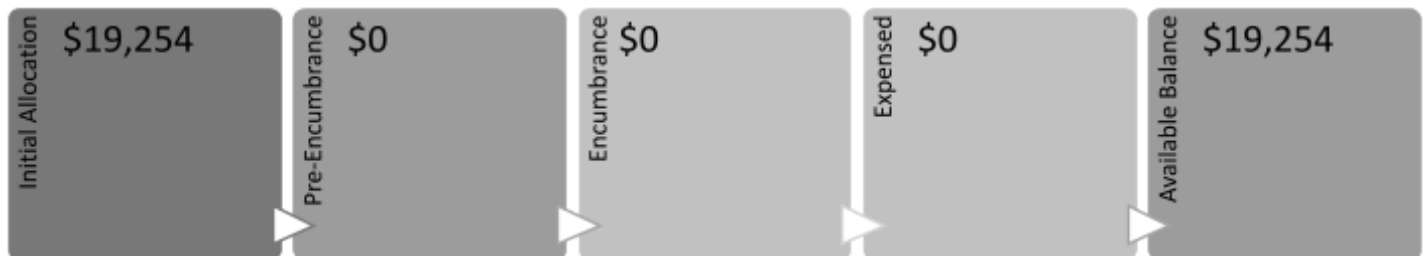 Initial Allocation
$19,254
Pre-Encumbrance
$0
Encumbrance
$0
Expensed
$0
Available Balance
$19,254